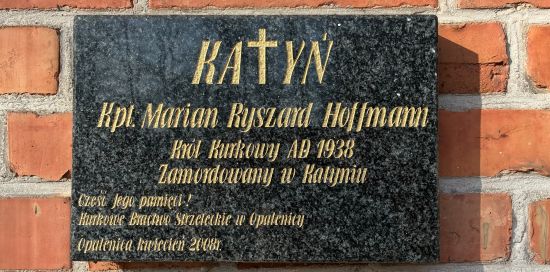 KATYŃ
Kpt. Marian Ryszard Hoffmann
Król Kurkowy AD 1938
Zamordowany w Katyniu
Cześć Jego pamięci !
Kurkowe Bractwo Strzeleckie w Opalenicy
Opalenica kwiecień 2008r.